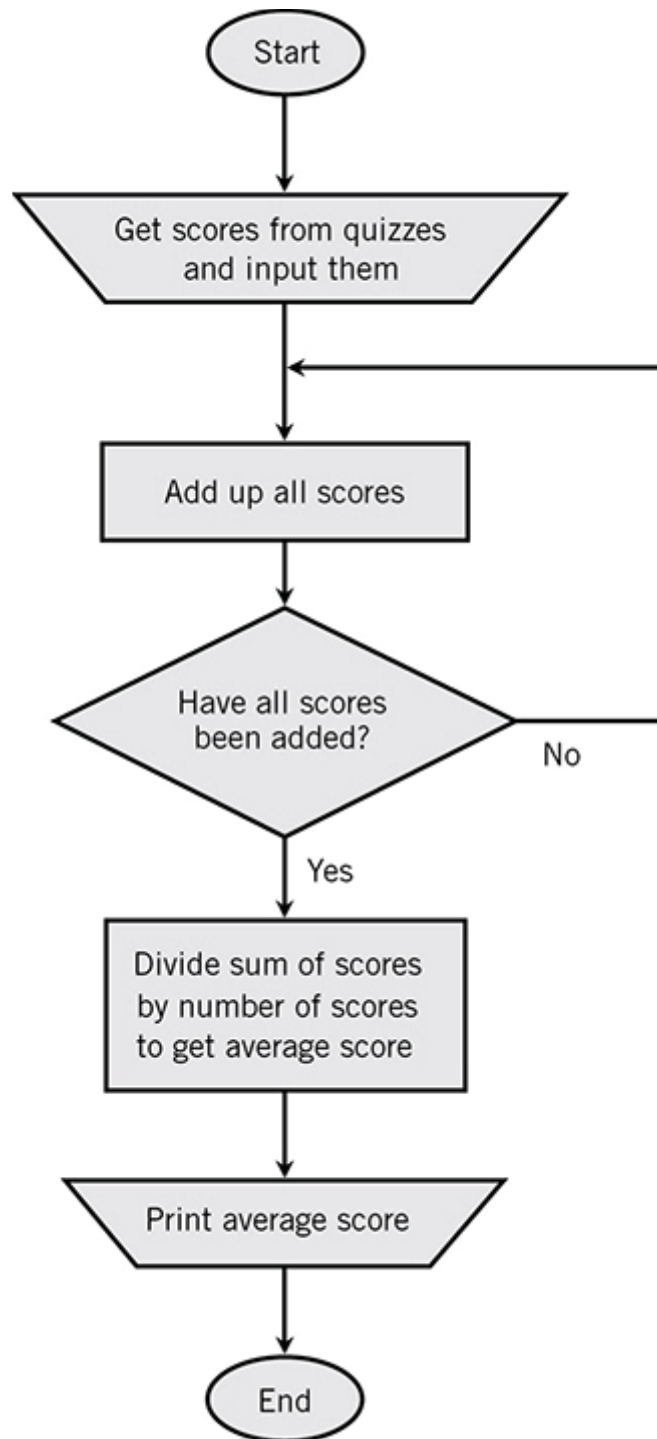 Start
Get scores from quizzes
and input them
Add up all scores
Have all scores
been added?
No
Yes
Divide sum of scores
by number of scores
to get average score
Print average score
End